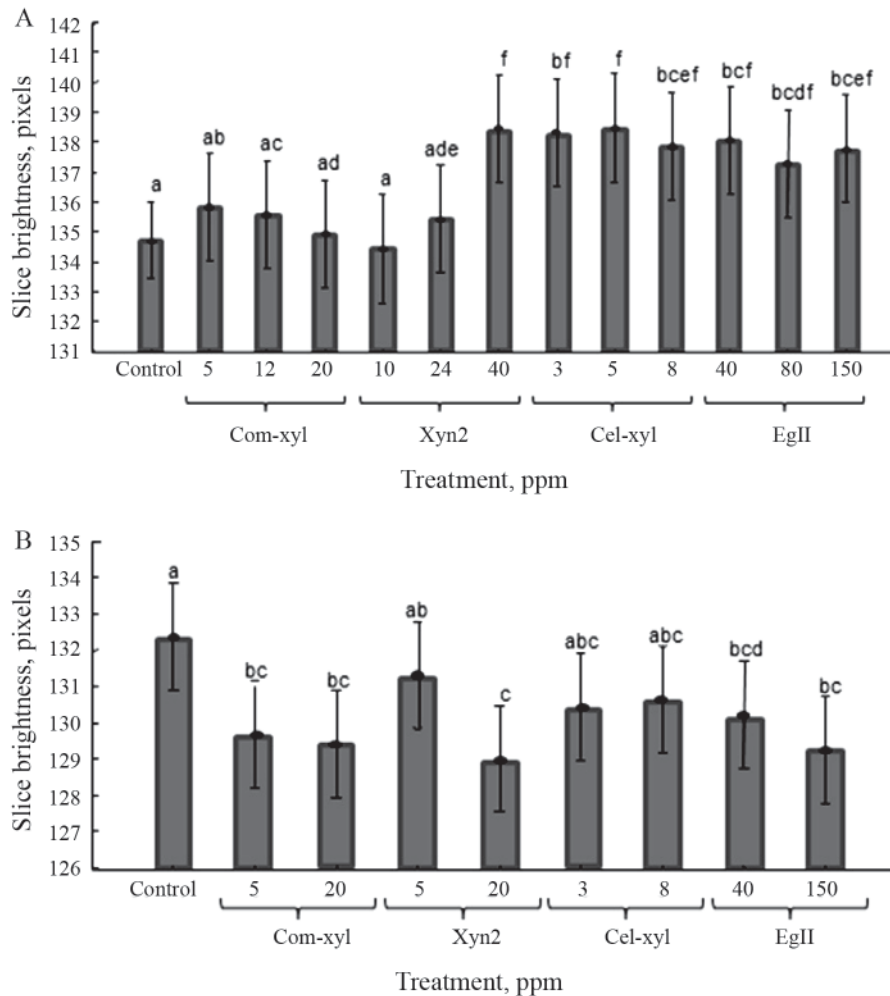 A
Slice brightness, pixels
142
141
140
139
138
137
136
135
134
133
132
131
a ab ac ad a ade f bf f bcef bcf bcdf bcef
Control 5 12 20 10 24 40 3 5 8 40 80 150
Com-xyl Xyn2 Cel-xyl EgII
Treatment, ppm
B
Slice brightness, pixels
135
134
133
132
131
130
129
128
127
126
a bc bc ab c abc abc bcd bc
Control 5 20 5 20 3 8 40 150
Com-xyl Xyn2 Cel-xyl EgII
Treatment, ppm